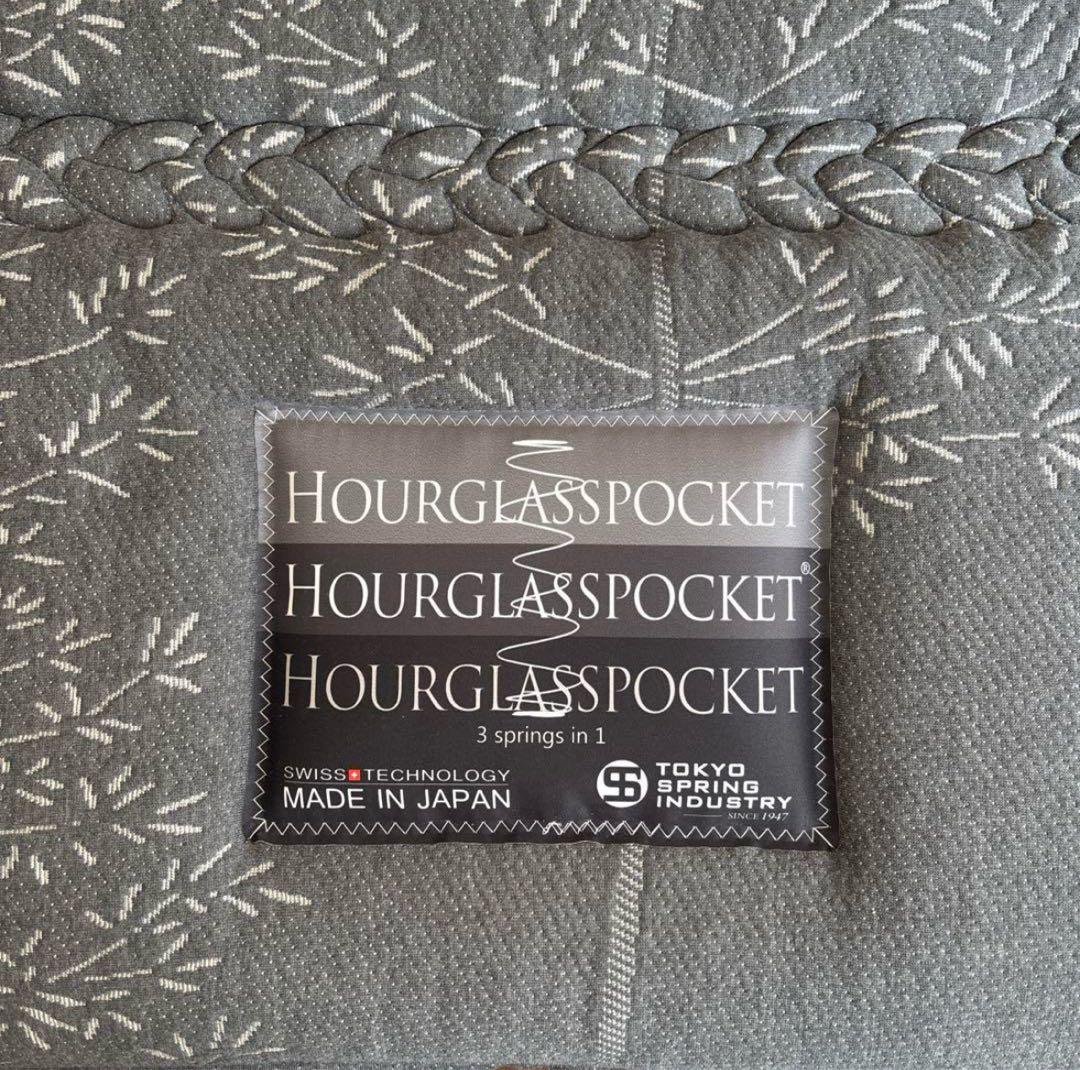 HOURGLASSPOCKET
HOURGLASSPOCKET®
HOURGLASSPOCKET
3 springs in 1
SWISS TECHNOLOGY
MADE IN JAPAN
TOKYO
SPRING
INDUSTRY
SINCE 1947